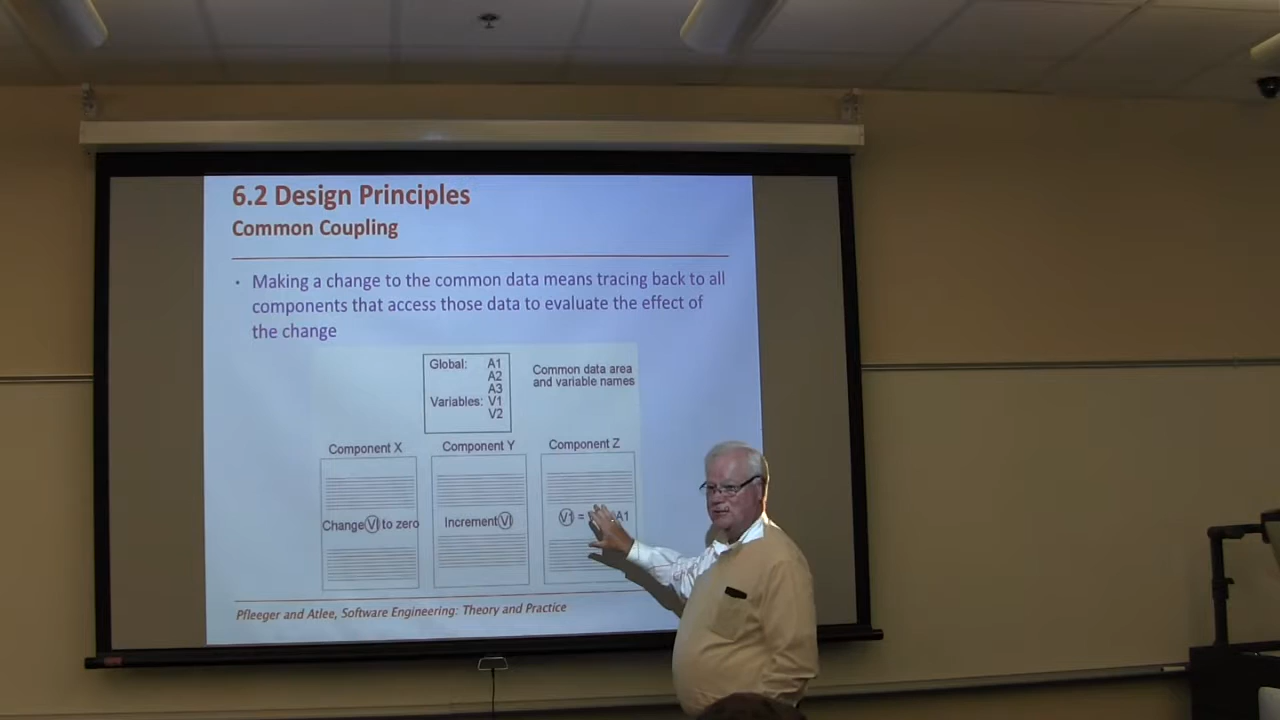 6.2 Design Principles
Common Coupling
• Making a change to the common data means tracing back to all
components that access those data to evaluate the effect of
the change
Global: A1
A2
A3
Variables: V1
V2
Common data area
and variable names
Component X
Component Y
Component Z
Change V1 to zero
Increment V1
V1 = A1
Pfleeger and Atlee, Software Engineering: Theory and Practice